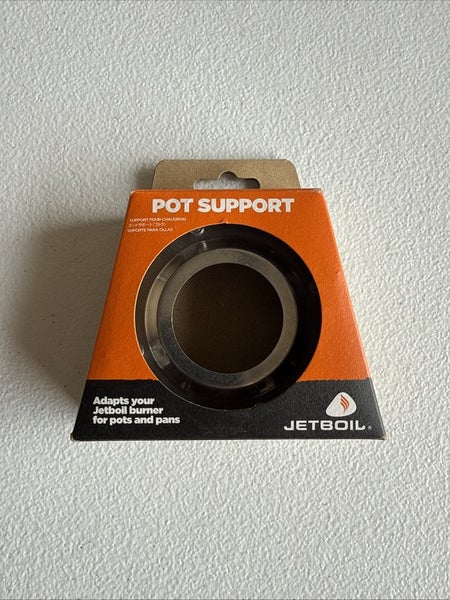 POT SUPPORT
SUPPORT POUR CHAUDRON
SOPORTE PARA OLLAS
Adapts your
Jetboil burner
for pots and pans
JETBOIL®